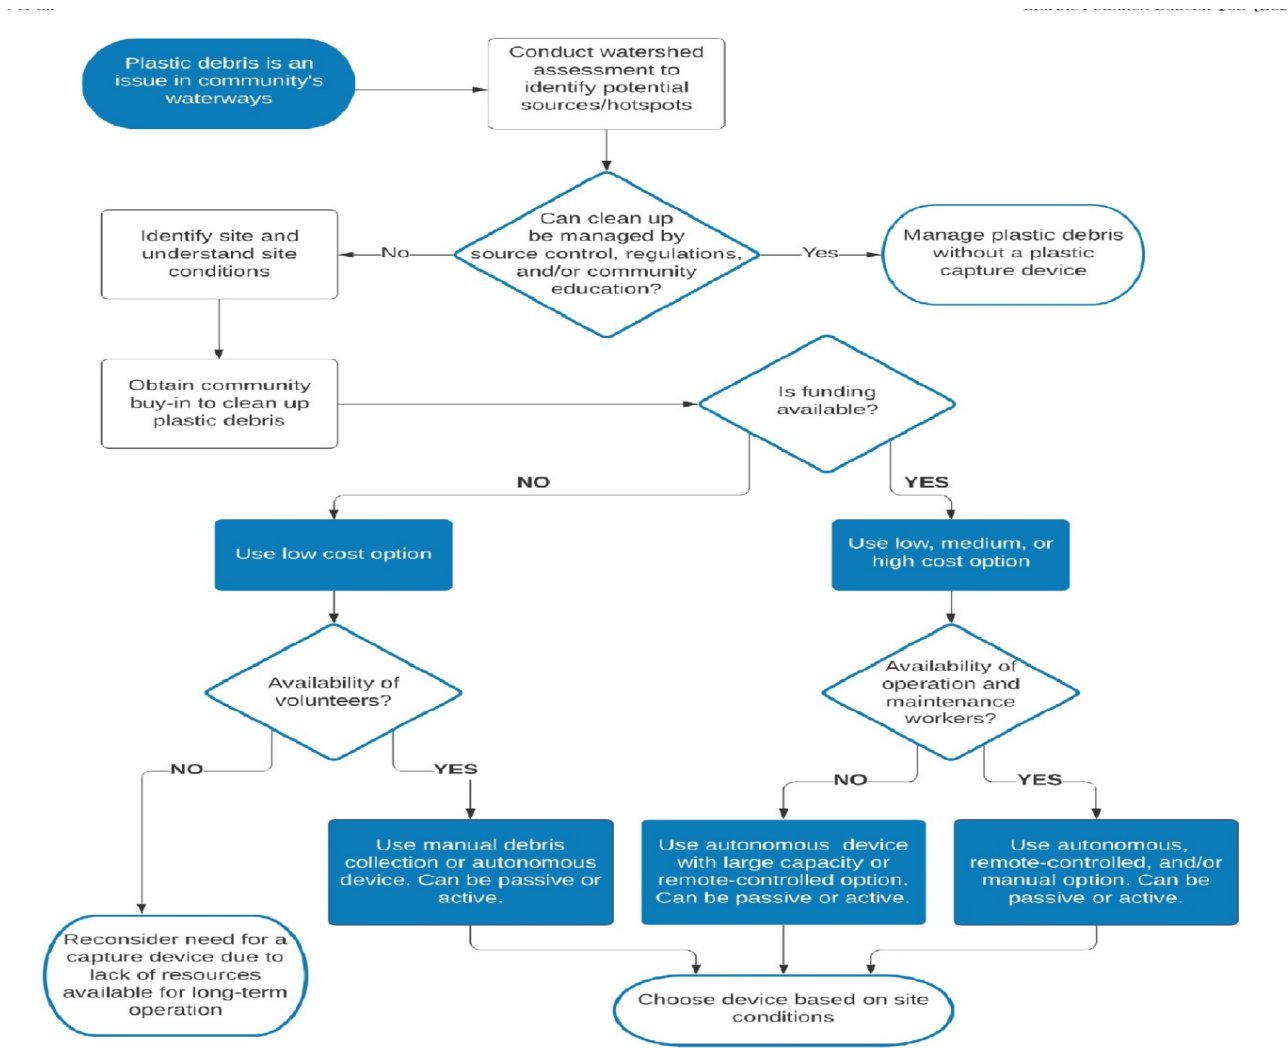 Plastic debris is an
issue in community's
waterways
Conduct watershed
assessment to
identify potential
sources/hotspots
Can clean up
be managed by
source control, regulations,
and/or community
education?
No
Yes
Identify site and
understand site
conditions
Manage plastic debris
without a plastic
capture device
Obtain community
buy-in to clean up
plastic debris
Is funding
available?
NO
YES
Use low cost option
Use low, medium, or
high cost option
Availability of
volunteers?
Availability of
operation and
maintenance
workers?
NO
YES
NO
YES
Use manual debris
collection or autonomous
device. Can be passive or
active.
Use autonomous device
with large capacity or
remote-controlled option.
Can be passive or active.
Use autonomous,
remote-controlled, and/or
manual option. Can be
passive or active.
Reconsider need for a
capture device due to
lack of resources
available for long-term
operation
Choose device based on site
conditions